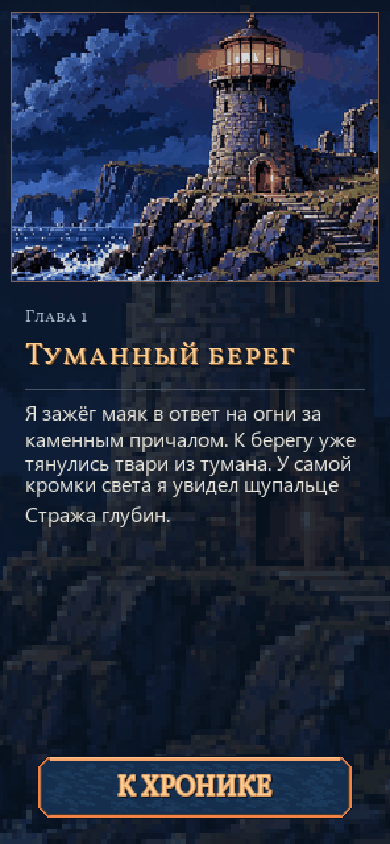 Глава 1
Туманный берег
Я зажёг маяк в ответ на огни за
каменным причалом. К берегу уже
тянулись твари из тумана. У самой
кромки света я увидел щупальце
Стража глубин.
К ХРОНИКЕ